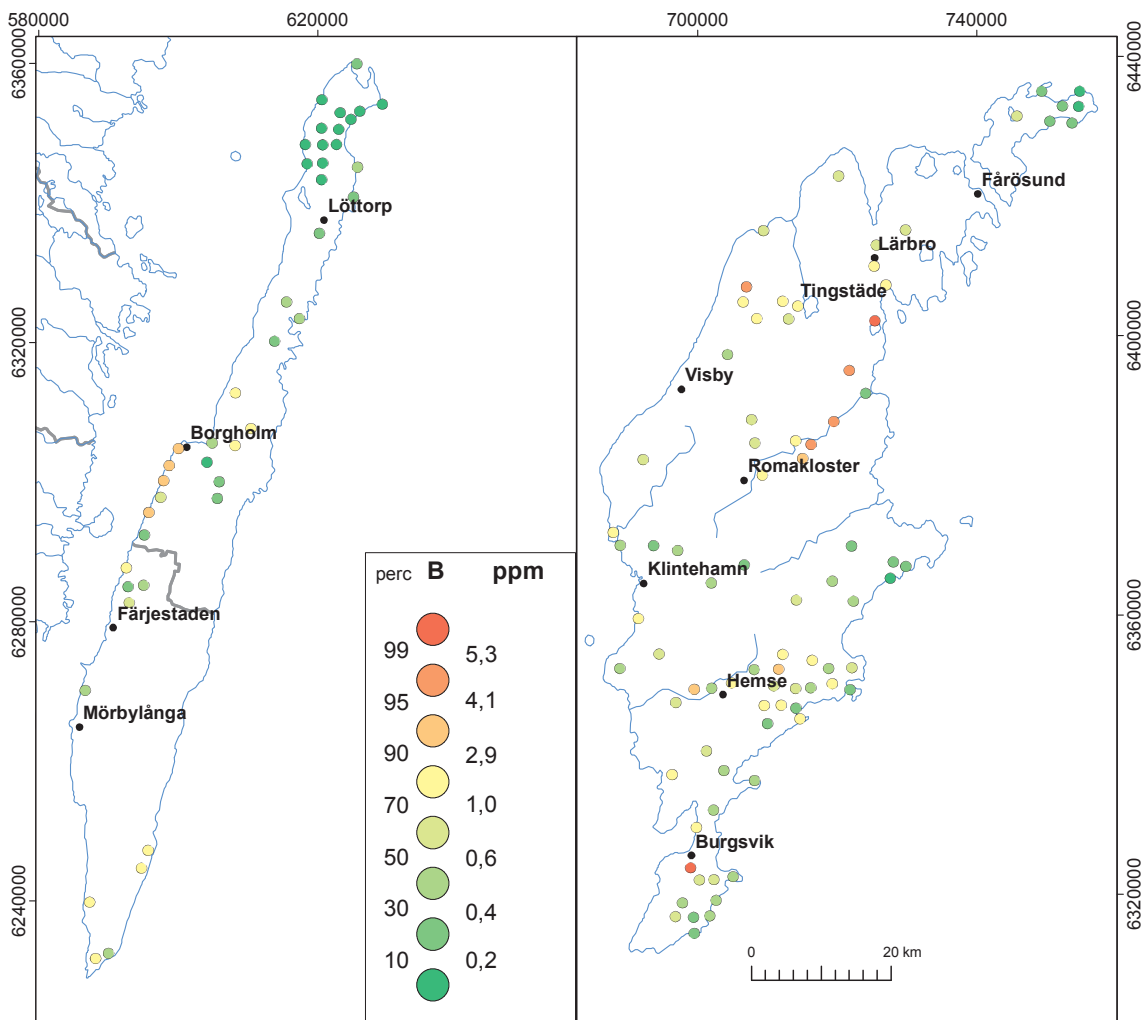 580000
620000
700000
740000
6360000
6320000
6280000
6240000
6440000
6400000
6360000
6320000
Löttorp
Borgholm
Färjestaden
Mörbylånga
Fårösund
Lärbro
Tingstäde
Visby
Romakloster
Klintehamn
Hemse
Burgsvik
perc B ppm
99 5,3
95 4,1
90 2,9
70 1,0
50 0,6
30 0,4
10 0,2
0 20 km